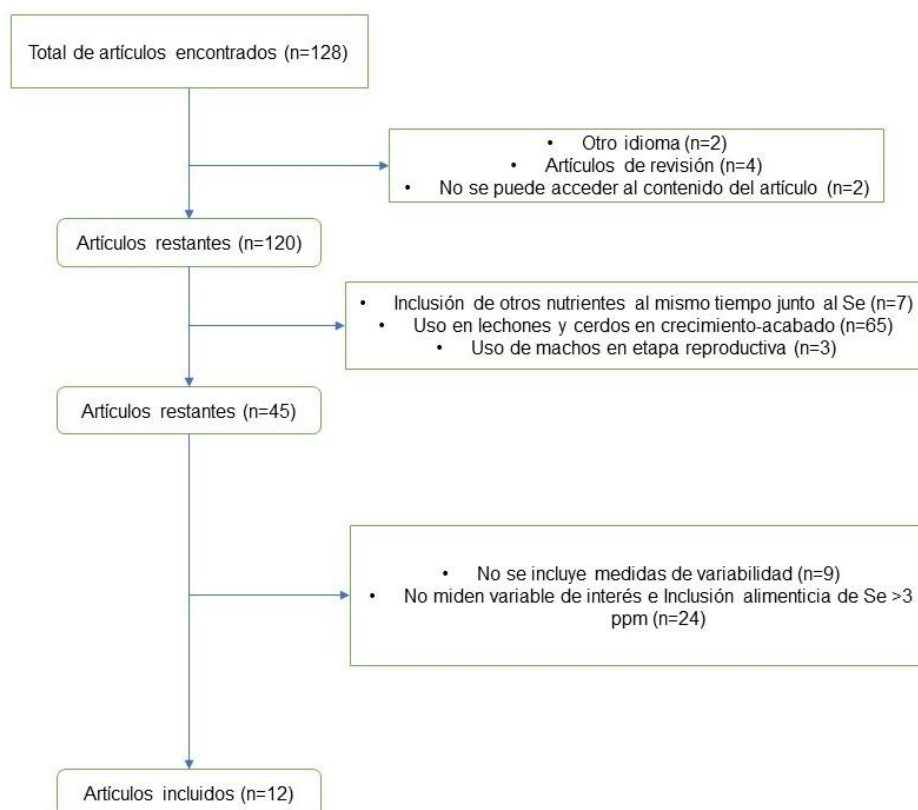 Total de artículos encontrados (n=128)
• Otro idioma (n=2)
• Artículos de revisión (n=4)
• No se puede acceder al contenido del artículo (n=2)
Artículos restantes (n=120)
• Inclusión de otros nutrientes al mismo tiempo junto al Se (n=7)
• Uso en lechones y cerdos en crecimiento-acabado (n=65)
• Uso de machos en etapa reproductiva (n=3)
Artículos restantes (n=45)
• No se incluye medidas de variabilidad (n=9)
• No miden variable de interés e Inclusión alimenticia de Se >3
ppm (n=24)
Artículos incluidos (n=12)